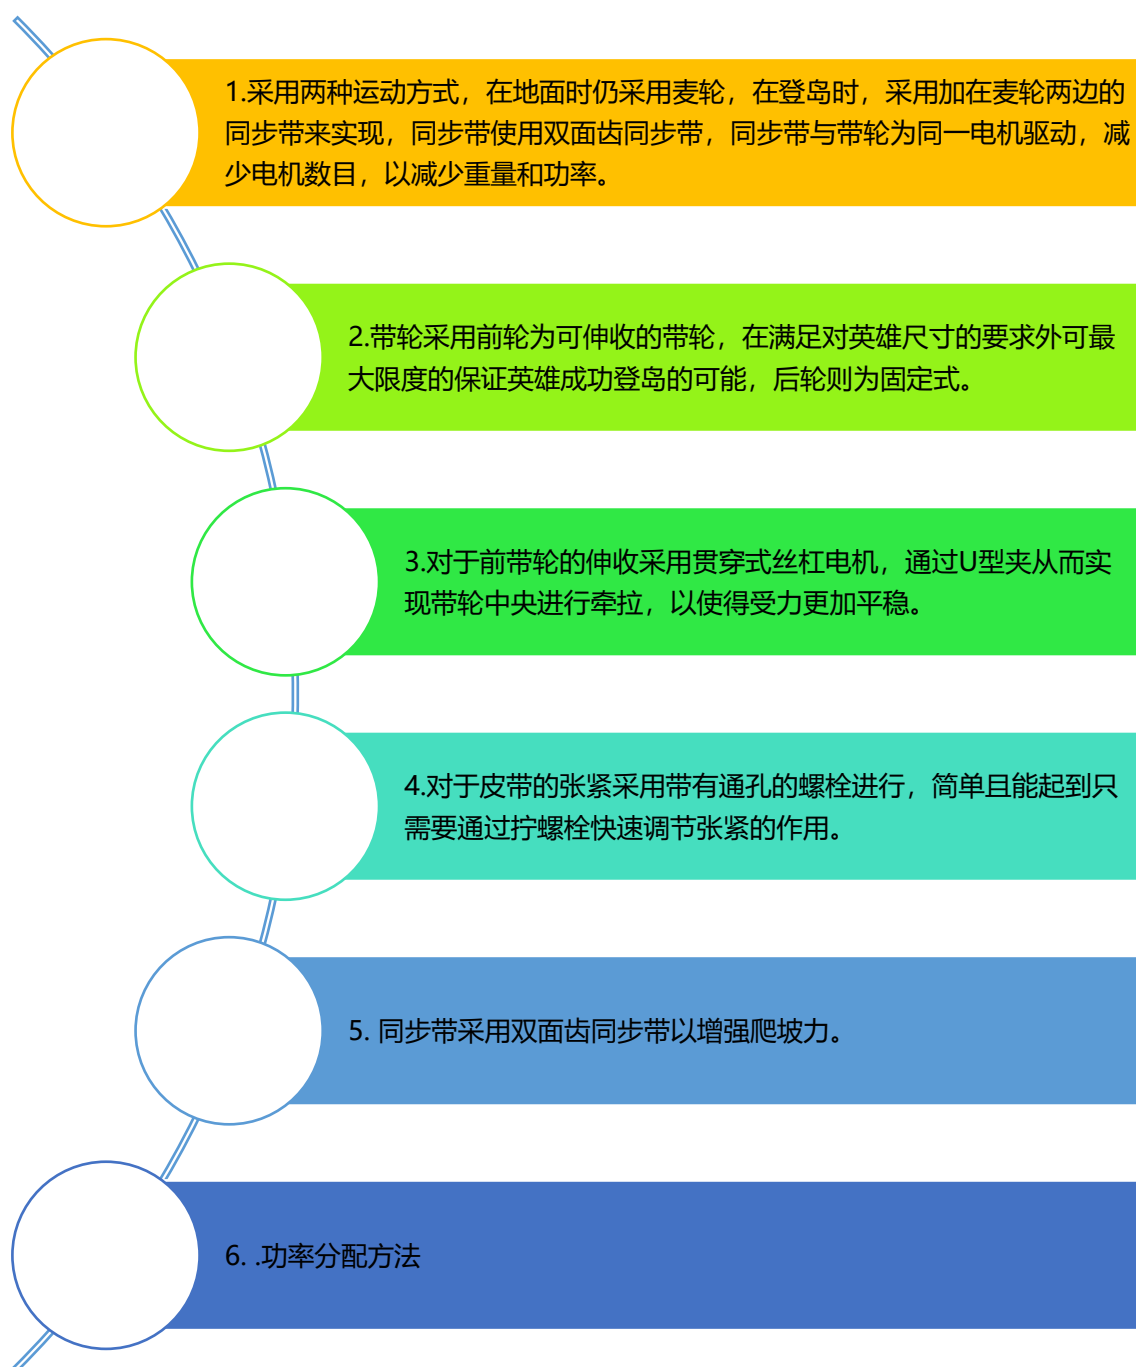 1.采用两种运动方式，在地面时仍采用麦轮，在登岛时，采用加在麦轮两边的
同步带来实现，同步带使用双面齿同步带，同步带与带轮为同一电机驱动，减
少电机数目，以减少重量和功率。
2.带轮采用前轮为可伸收的带轮，在满足对英雄尺寸的要求外可最
大限度的保证英雄成功登岛的可能，后轮则为固定式。
3.对于前带轮的伸收采用贯穿式丝杠电机，通过U型夹从而实
现带轮中央进行牵拉，以使得受力更加平稳。
4.对于皮带的张紧采用带有通孔的螺栓进行，简单且能起到只
需要通过拧螺栓快速调节张紧的作用。
5. 同步带采用双面齿同步带以增强爬坡力。
6. .功率分配方法